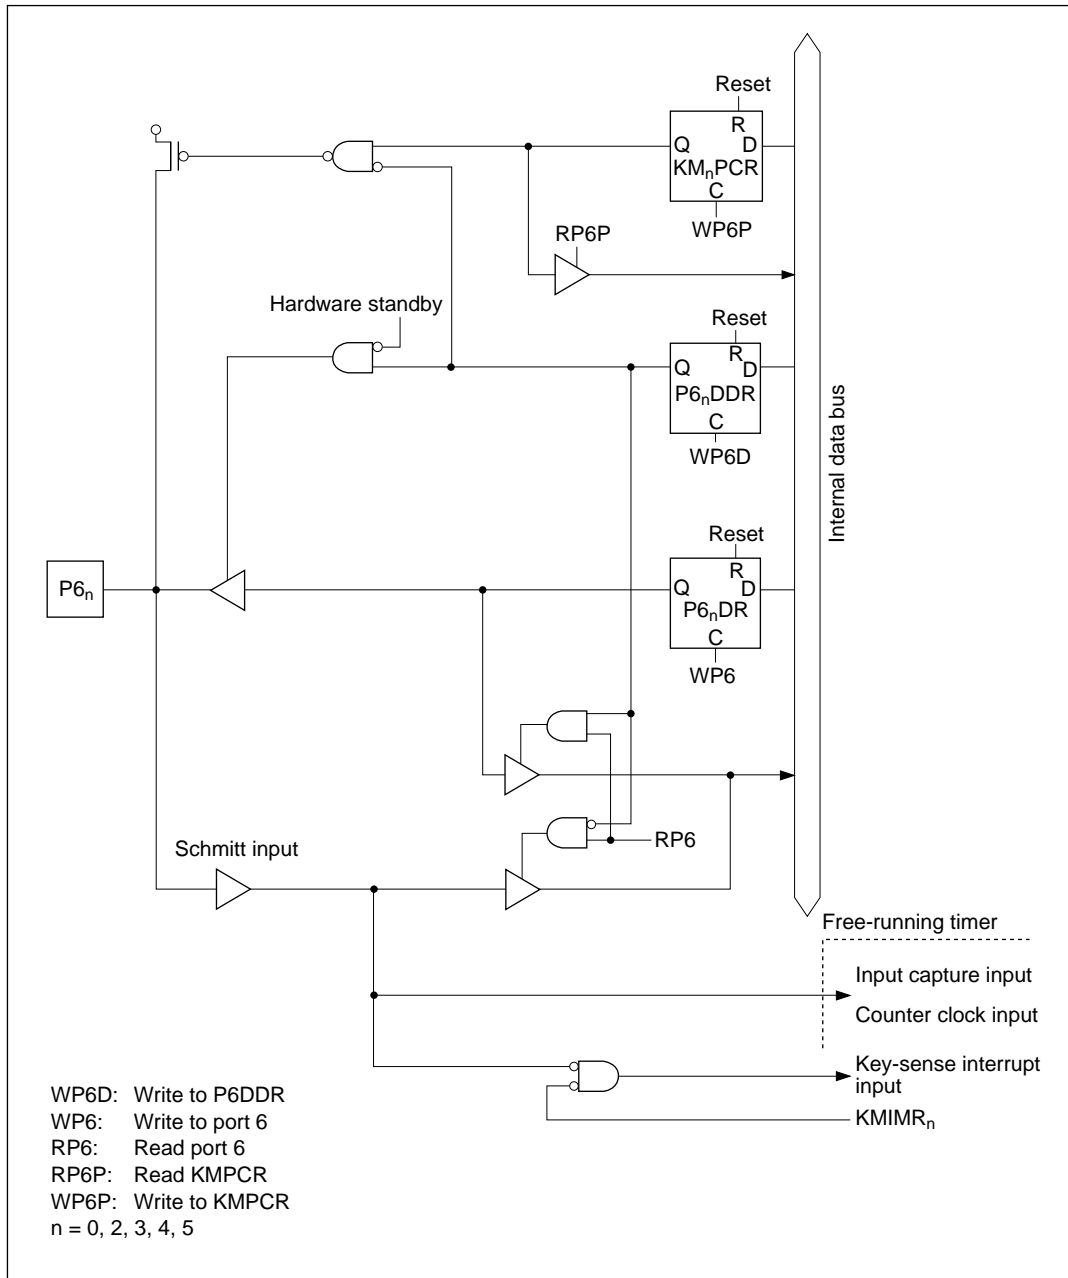 Reset
R
Q D
KMnPCR
C
WP6P
RP6P
Hardware standby
Reset
R
Q D
P6nDDR
C
WP6D
Internal data bus
Reset
R
Q D
P6nDR
C
WP6
P6n
RP6
Schmitt input
Free-running timer
Input capture input
Counter clock input
Key-sense interrupt
input
KMIMRn
WP6D: Write to P6DDR
WP6: Write to port 6
RP6: Read port 6
RP6P: Read KMPCR
WP6P: Write to KMPCR
n = 0, 2, 3, 4, 5